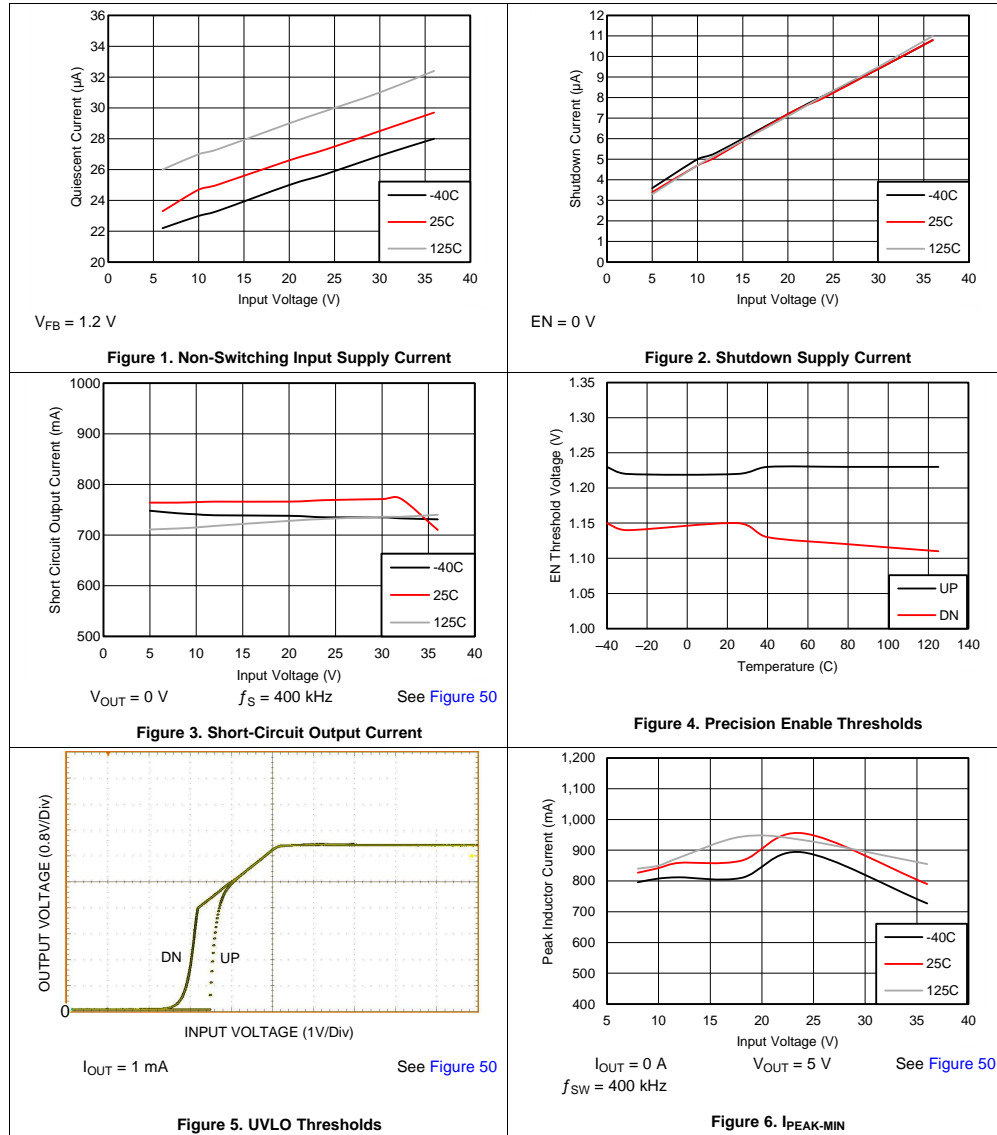 36
34
32
30
28
26
24
22
20
0 5 10 15 20 25 30 35 40
Quiescent Current (µA)
Input Voltage (V)
-40C
25C
125C
V_FB = 1.2 V
Figure 1. Non-Switching Input Supply Current
12
11
10
9
8
7
6
5
4
3
2
1
0
0 5 10 15 20 25 30 35 40
Shutdown Current (µA)
Input Voltage (V)
-40C
25C
125C
EN = 0 V
Figure 2. Shutdown Supply Current
1000
900
800
700
600
500
0 5 10 15 20 25 30 35 40
Short Circuit Output Current (mA)
Input Voltage (V)
-40C
25C
125C
V_OUT = 0 V ƒ_S = 400 kHz See Figure 50
Figure 3. Short-Circuit Output Current
1.35
1.30
1.25
1.20
1.15
1.10
1.05
1.00
–40 –20 0 20 40 60 80 100 120 140
EN Threshold Voltage (V)
Temperature (C)
UP
DN
Figure 4. Precision Enable Thresholds
OUTPUT VOLTAGE (0.8V/Div)
DN UP
0
INPUT VOLTAGE (1V/Div)
I_OUT = 1 mA See Figure 50
Figure 5. UVLO Thresholds
1,200
1,100
1,000
900
800
700
600
500
400
5 10 15 20 25 30 35 40
Peak Inductor Current (mA)
Input Voltage (V)
-40C
25C
125C
I_OUT = 0 A V_OUT = 5 V See Figure 50
ƒ_SW = 400 kHz
Figure 6. I_PEAK-MIN